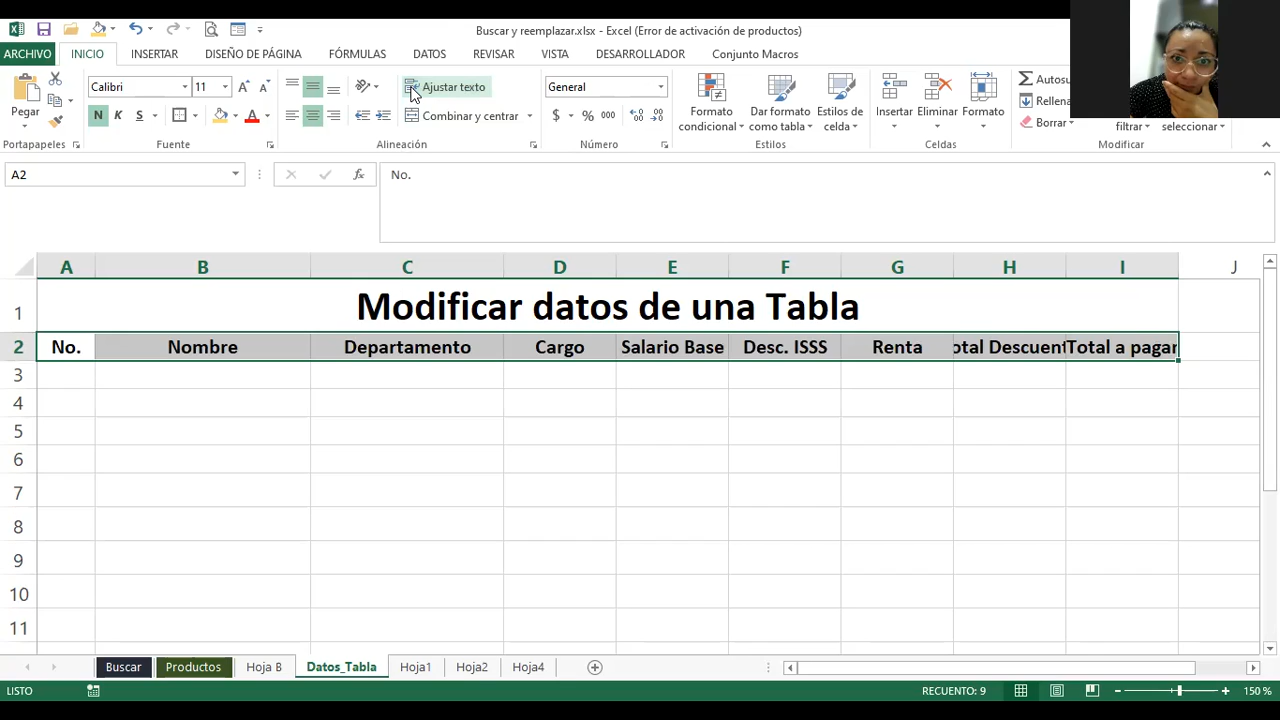 Buscar y reemplazar.xlsx - Excel (Error de activación de productos)
ARCHIVO INICIO INSERTAR DISEÑO DE PÁGINA FÓRMULAS DATOS REVISAR VISTA DESARROLLADOR Conjunto Macros
Pegar
Calibri 11
Ajustar texto
General
Formato condicional
Dar formato como tabla
Estilos de celda
Insertar
Eliminar
Formato
Autosu
Rellena
Borrar
filtrar
seleccionar
N K S A
Combinar y centrar
$ % 000
Portapapeles Fuente Alineación Número Estilos Celdas Modificar
A2 fx No.
A B C D E F G H I J
1 Modificar datos de una Tabla
2 No. Nombre Departamento Cargo Salario Base Desc. ISSS Renta otal Descuent Total a pagar
3
4
5
6
7
8
9
10
11
Buscar Productos Hoja B Datos_Tabla Hoja1 Hoja2 Hoja4
LISTO RECUENTO: 9 150 %